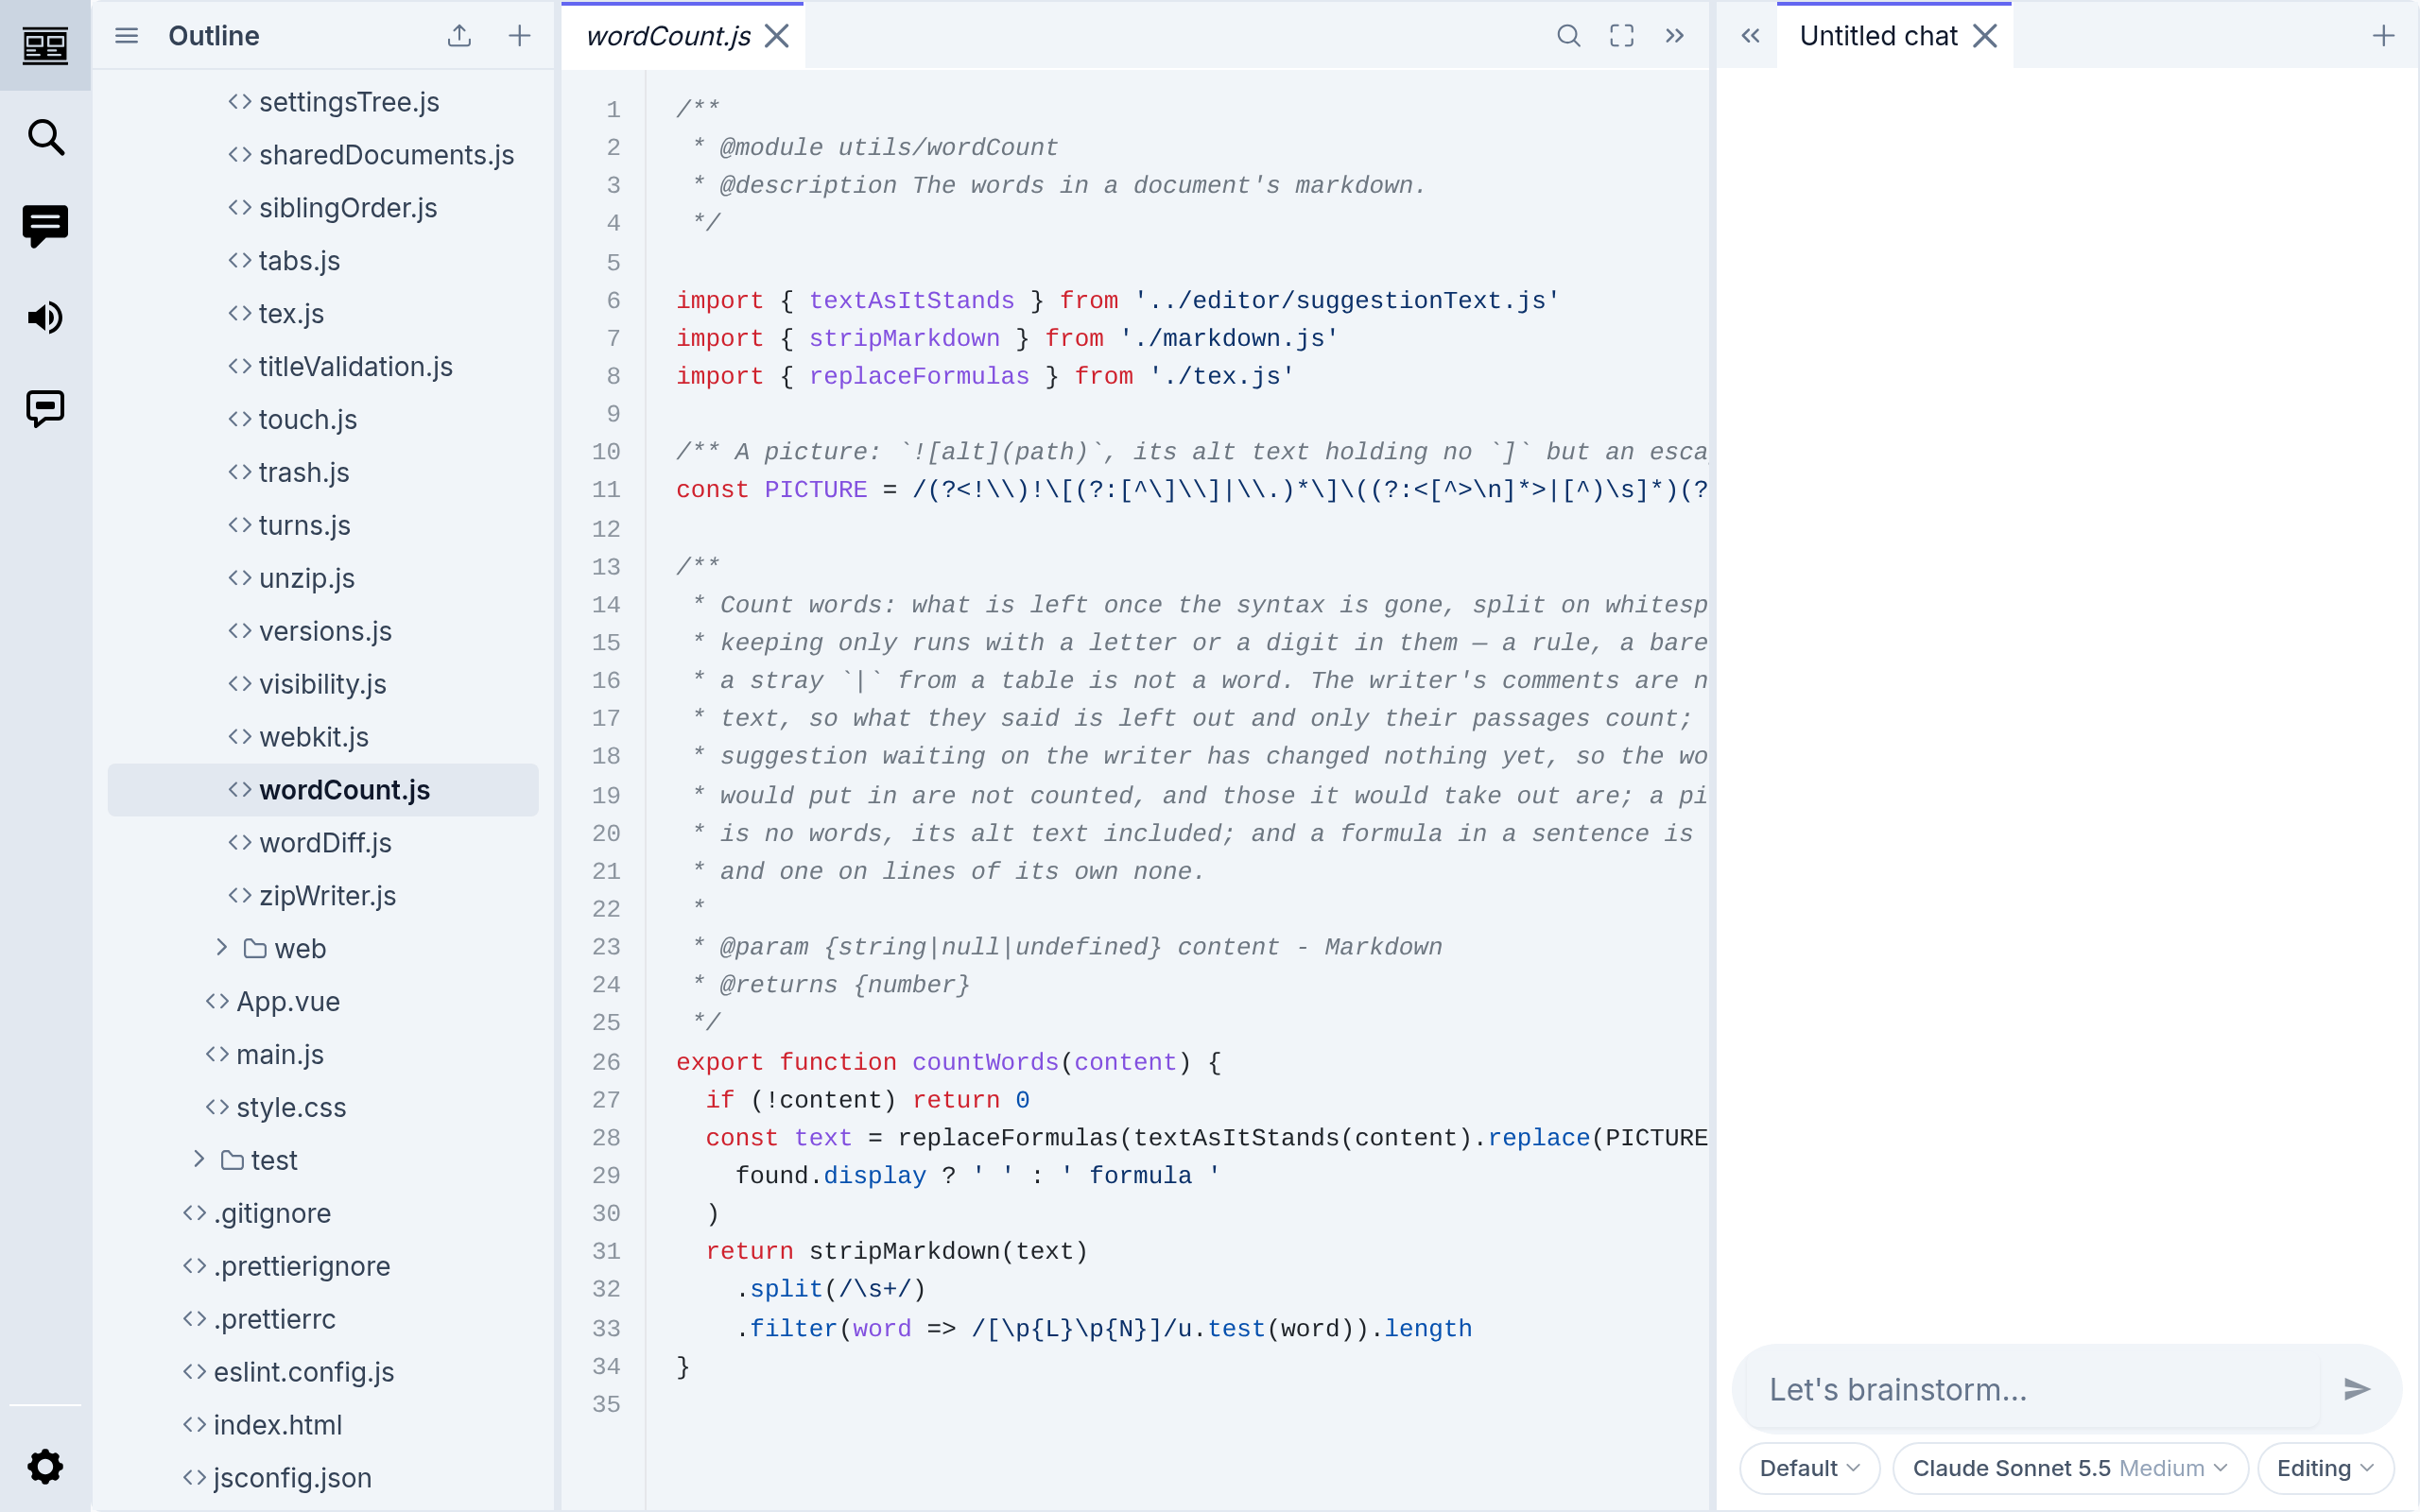 Outline
settingsTree.js
sharedDocuments.js
siblingOrder.js
tabs.js
tex.js
titleValidation.js
touch.js
trash.js
turns.js
unzip.js
versions.js
visibility.js
webkit.js
wordCount.js
wordDiff.js
zipWriter.js
web
App.vue
main.js
style.css
test
.gitignore
.prettierignore
.prettierrc
eslint.config.js
index.html
jsconfig.json
wordCount.js
1 /**
2  * @module utils/wordCount
3  * @description The words in a document's markdown.
4  */
5
6 import { textAsItStands } from '../editor/suggestionText.js'
7 import { stripMarkdown } from './markdown.js'
8 import { replaceFormulas } from './tex.js'
9
10 /** A picture: `![alt](path)`, its alt text holding no `]` but an esca
11 const PICTURE = /(?<!\\)!\[(?:[^\]\\]|\\.)*\]\((?:<[^>\n]*>|[^)\s]*)(?
12
13 /**
14  * Count words: what is left once the syntax is gone, split on whitesp
15  * keeping only runs with a letter or a digit in them — a rule, a bare
16  * a stray `|` from a table is not a word. The writer's comments are n
17  * text, so what they said is left out and only their passages count;
18  * suggestion waiting on the writer has changed nothing yet, so the wo
19  * would put in are not counted, and those it would take out are; a pi
20  * is no words, its alt text included; and a formula in a sentence is
21  * and one on lines of its own none.
22  *
23  * @param {string|null|undefined} content - Markdown
24  * @returns {number}
25  */
26 export function countWords(content) {
27   if (!content) return 0
28   const text = replaceFormulas(textAsItStands(content).replace(PICTURE
29     found.display ? ' ' : ' formula '
30   )
31   return stripMarkdown(text)
32     .split(/\s+/)
33     .filter(word => /[\p{L}\p{N}]/u.test(word)).length
34 }
35
Untitled chat
Let's brainstorm...
Default
Claude Sonnet 5.5 Medium
Editing